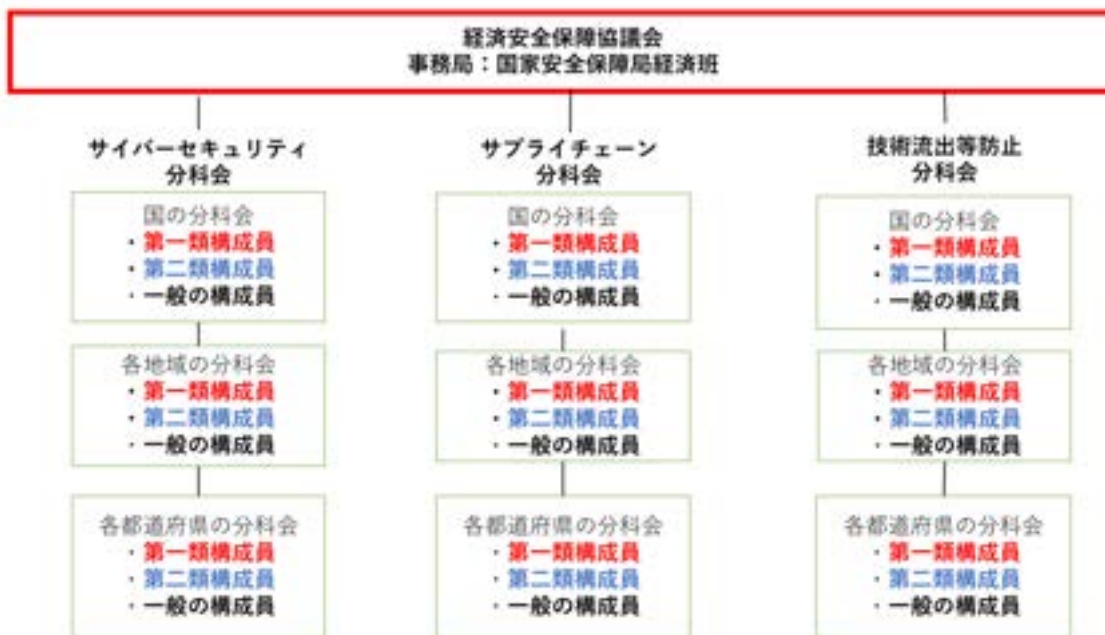 経済安全保障協議会
事務局：国家安全保障局経済班
サイバーセキュリティ
分科会
国の分科会
・第一類構成員
・第二類構成員
・一般の構成員
各地域の分科会
・第一類構成員
・第二類構成員
・一般の構成員
各都道府県の分科会
・第一類構成員
・第二類構成員
・一般の構成員
サプライチェーン
分科会
国の分科会
・第一類構成員
・第二類構成員
・一般の構成員
各地域の分科会
・第一類構成員
・第二類構成員
・一般の構成員
各都道府県の分科会
・第一類構成員
・第二類構成員
・一般の構成員
技術流出等防止
分科会
国の分科会
・第一類構成員
・第二類構成員
・一般の構成員
各地域の分科会
・第一類構成員
・第二類構成員
・一般の構成員
各都道府県の分科会
・第一類構成員
・第二類構成員
・一般の構成員